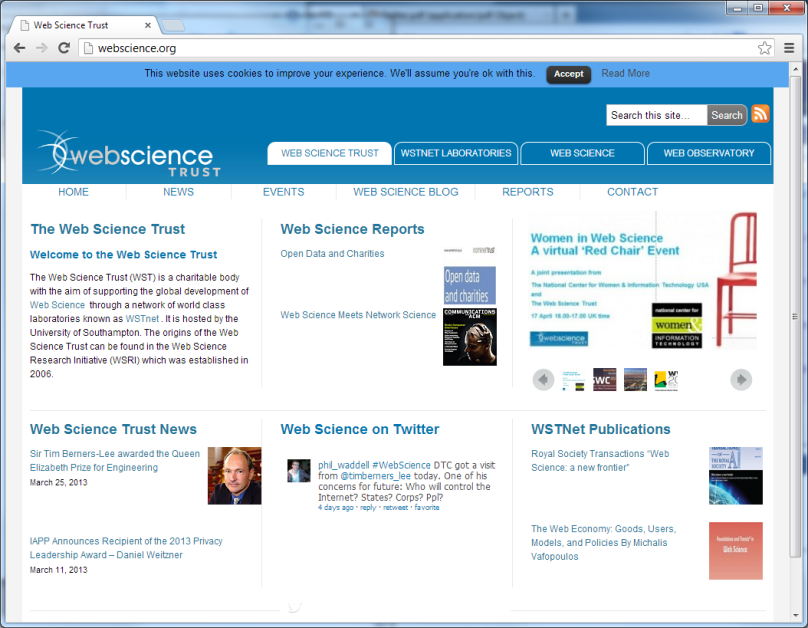 Web Science Trust
webscience.org
This website uses cookies to improve your experience. We'll assume you're ok with this. Accept Read More
Search this site... Search
webscience
TRUST
WEB SCIENCE TRUST WSTNET LABORATORIES WEB SCIENCE WEB OBSERVATORY
HOME NEWS EVENTS WEB SCIENCE BLOG REPORTS CONTACT
The Web Science Trust
Welcome to the Web Science Trust
The Web Science Trust (WST) is a charitable body
with the aim of supporting the global development of
Web Science through a network of world class
laboratories known as WSTnet . It is hosted by the
University of Southampton. The origins of the Web
Science Trust can be found in the Web Science
Research Initiative (WSRI) which was established in
2006.
Web Science Reports
Open Data and Charities
Open data
and charities
Web Science Meets Network Science
COMMUNICATIONS
ACM
Women in Web Science
A virtual 'Red Chair' Event
A joint presentation from
The National Center for Women & Information Technology USA
and
The Web Science Trust
17 April 16.00-17.00 UK time
webscience
national center for
women&
INFORMATION
TECHNOLOGY
Web Science Trust News
Sir Tim Berners-Lee awarded the Queen
Elizabeth Prize for Engineering
March 25, 2013
IAPP Announces Recipient of the 2013 Privacy
Leadership Award – Daniel Weitzner
March 11, 2013
Web Science on Twitter
phil_waddell #WebScience DTC got a visit
from @timberners_lee today. One of his
concerns for future: Who will control the
Internet? States? Corps? Ppl?
4 days ago · reply · retweet · favorite
WSTNet Publications
Royal Society Transactions "Web
Science: a new frontier"
The Web Economy: Goods, Users,
Models, and Policies By Michalis
Vafopoulos
Web Science